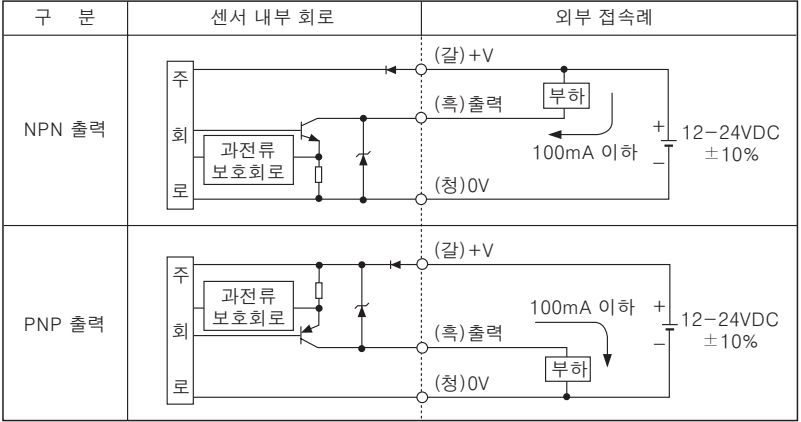 구 분
센서 내부 회로
외부 접속례
NPN 출력
주
회
로
과전류
보호회로
(갈)+V
(흑)출력
(청)0V
부하
100mA 이하
+
−
12−24VDC
±10%
PNP 출력
주
회
로
과전류
보호회로
(갈)+V
(흑)출력
(청)0V
100mA 이하
부하
+
−
12−24VDC
±10%